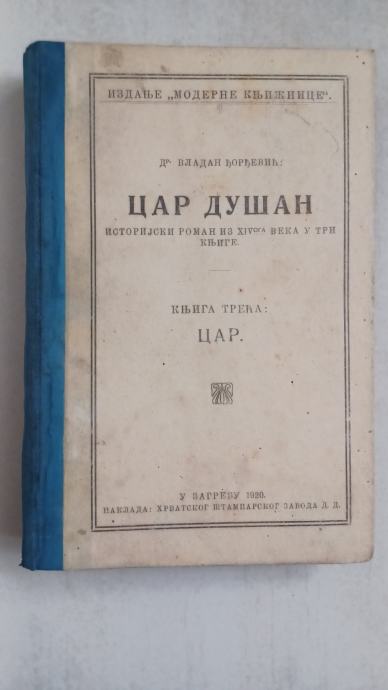 ИЗДАЊЕ „МОДЕРНЕ КЊИЖНИЦЕ“.
Др. ВЛАДАН ЂОРЂЕВИЋ:
ЦАР ДУШАН
ИСТОРИЈСКИ РОМАН ИЗ XIVОГА ВЕКА У ТРИ
КЊИГЕ.
КЊИГА ТРЕЋА:
ЦАР.
У ЗАГРЕБУ 1920.
НАКЛАДА: ХРВАТСКОГ ШТАМПАРСКОГ ЗАВОДА Д. Д.